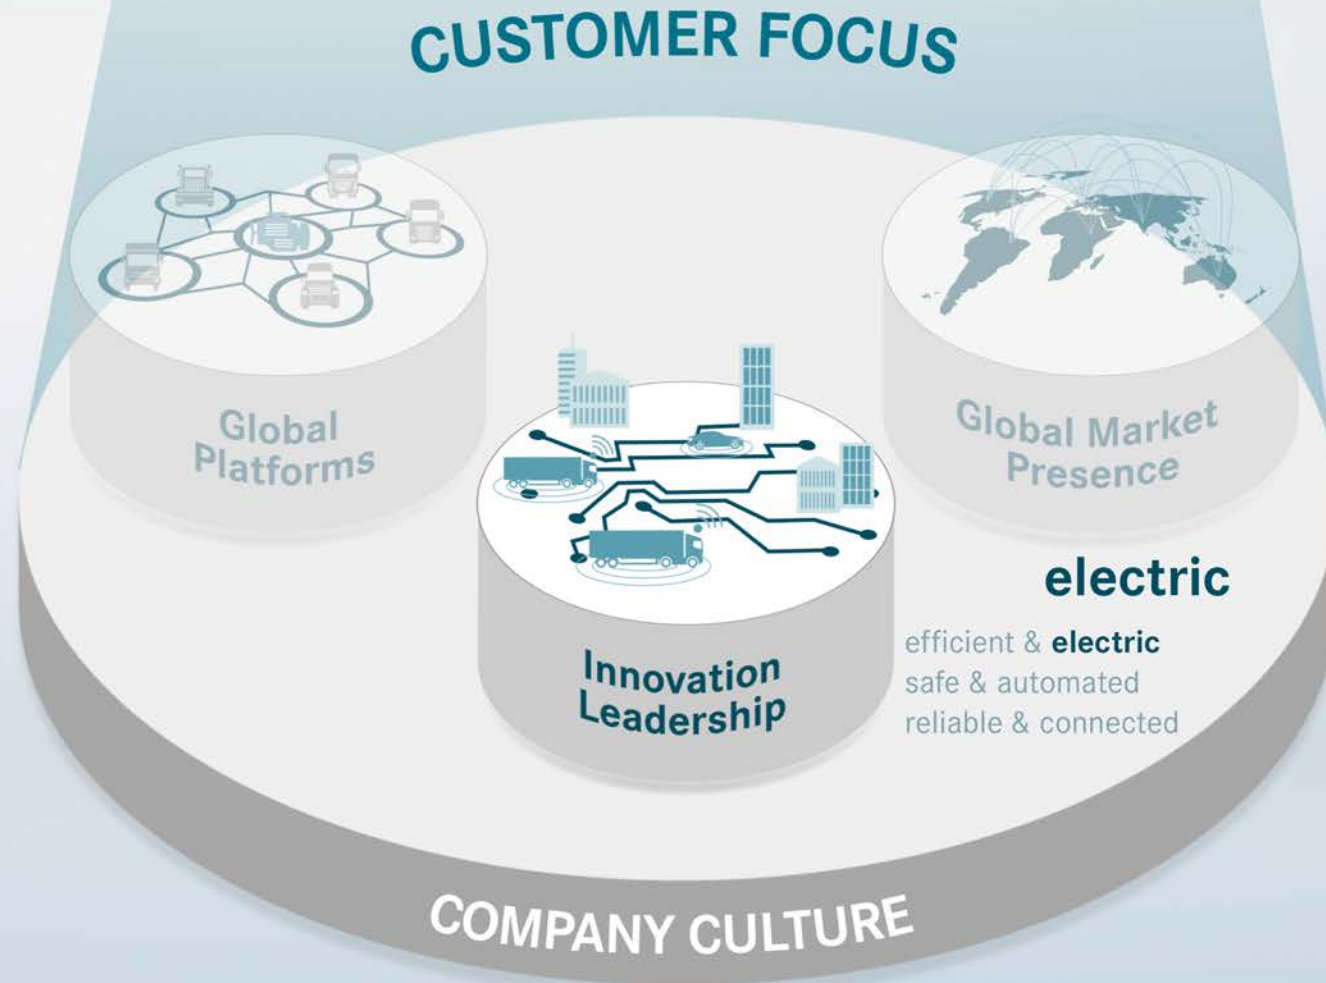 CUSTOMER FOCUS
Global
Platforms
Global Market
Presence
Innovation
Leadership
electric
efficient & electric
safe & automated
reliable & connected
COMPANY CULTURE